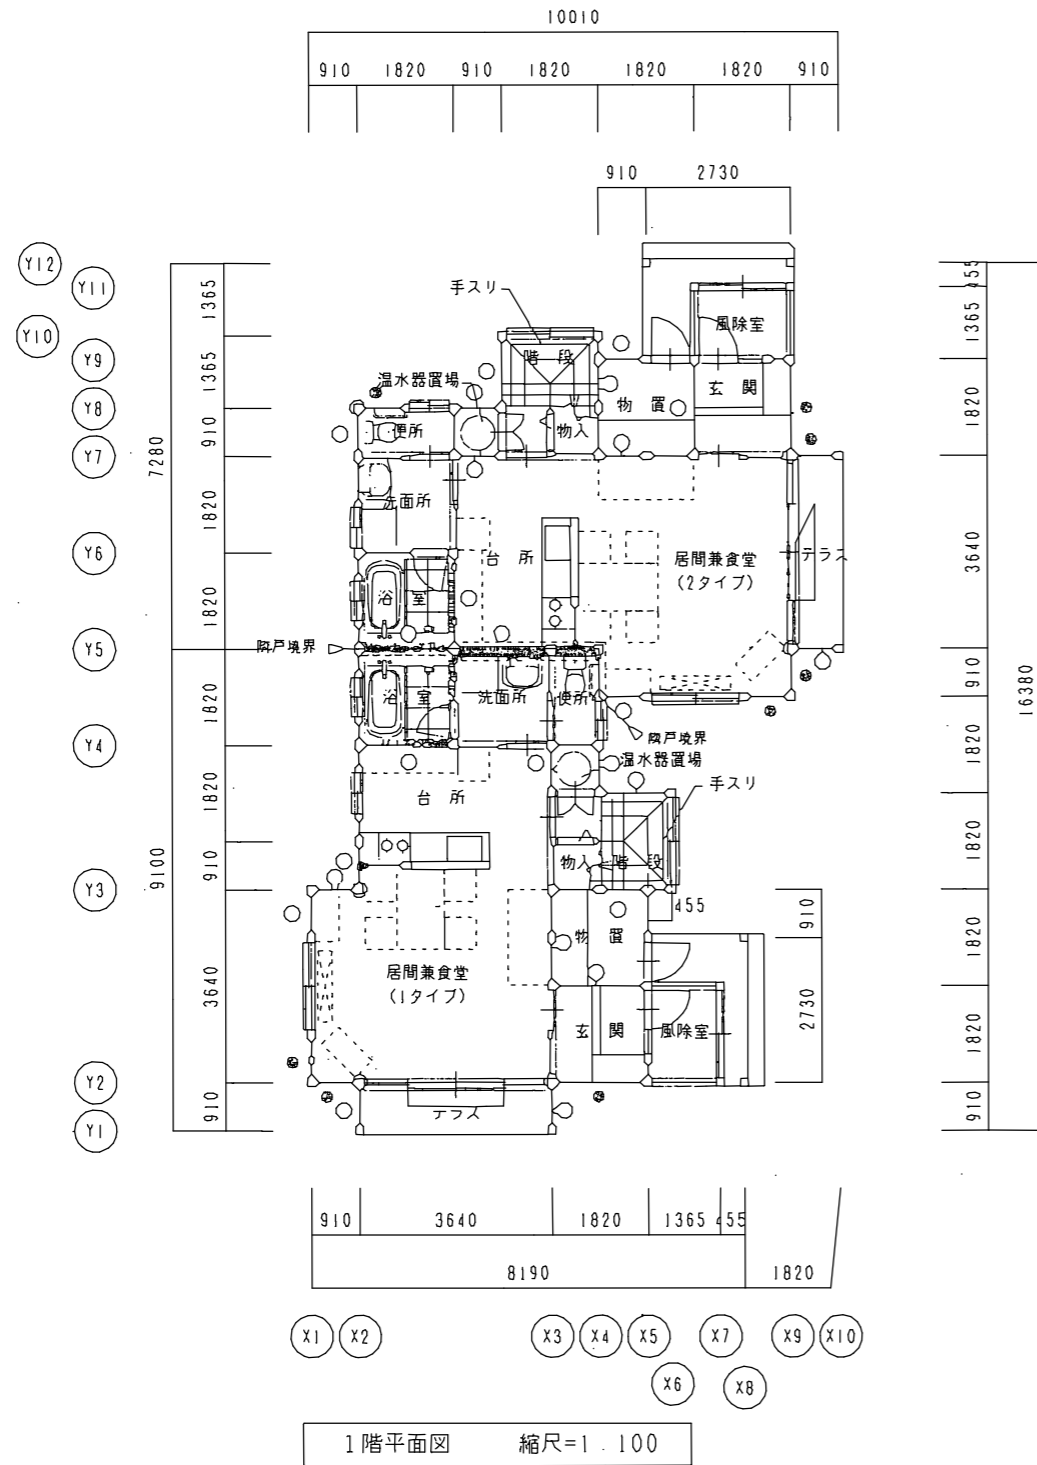 10010
910 1820 910 1820 1820 1820 910
910 2730
Y12
Y11
Y10
Y9
Y8
Y7
Y6
Y5
Y4
Y3
Y2
Y1
1365
1365
910
1820
1820
7280
1820
1820
910
3640
910
9100
455
1365
1820
3640
910
1820
1820
1820
1820
910
16380
手スリ
風除室
階段
温水器置場
玄関
物置
便所
物入
洗面所
台所
居間兼食堂
(2タイプ)
テラス
浴室
隣戸境界
浴室
洗面所
便所
隣戸境界
温水器置場
手スリ
台所
物入
階段
455
910
物置
居間兼食堂
(1タイプ)
2730
玄関
風除室
テラス
910 3640 1820 1365 455
8190 1820
X1 X2 X3 X4 X5 X7 X9 X10
X6 X8
1階平面図 縮尺=1.100